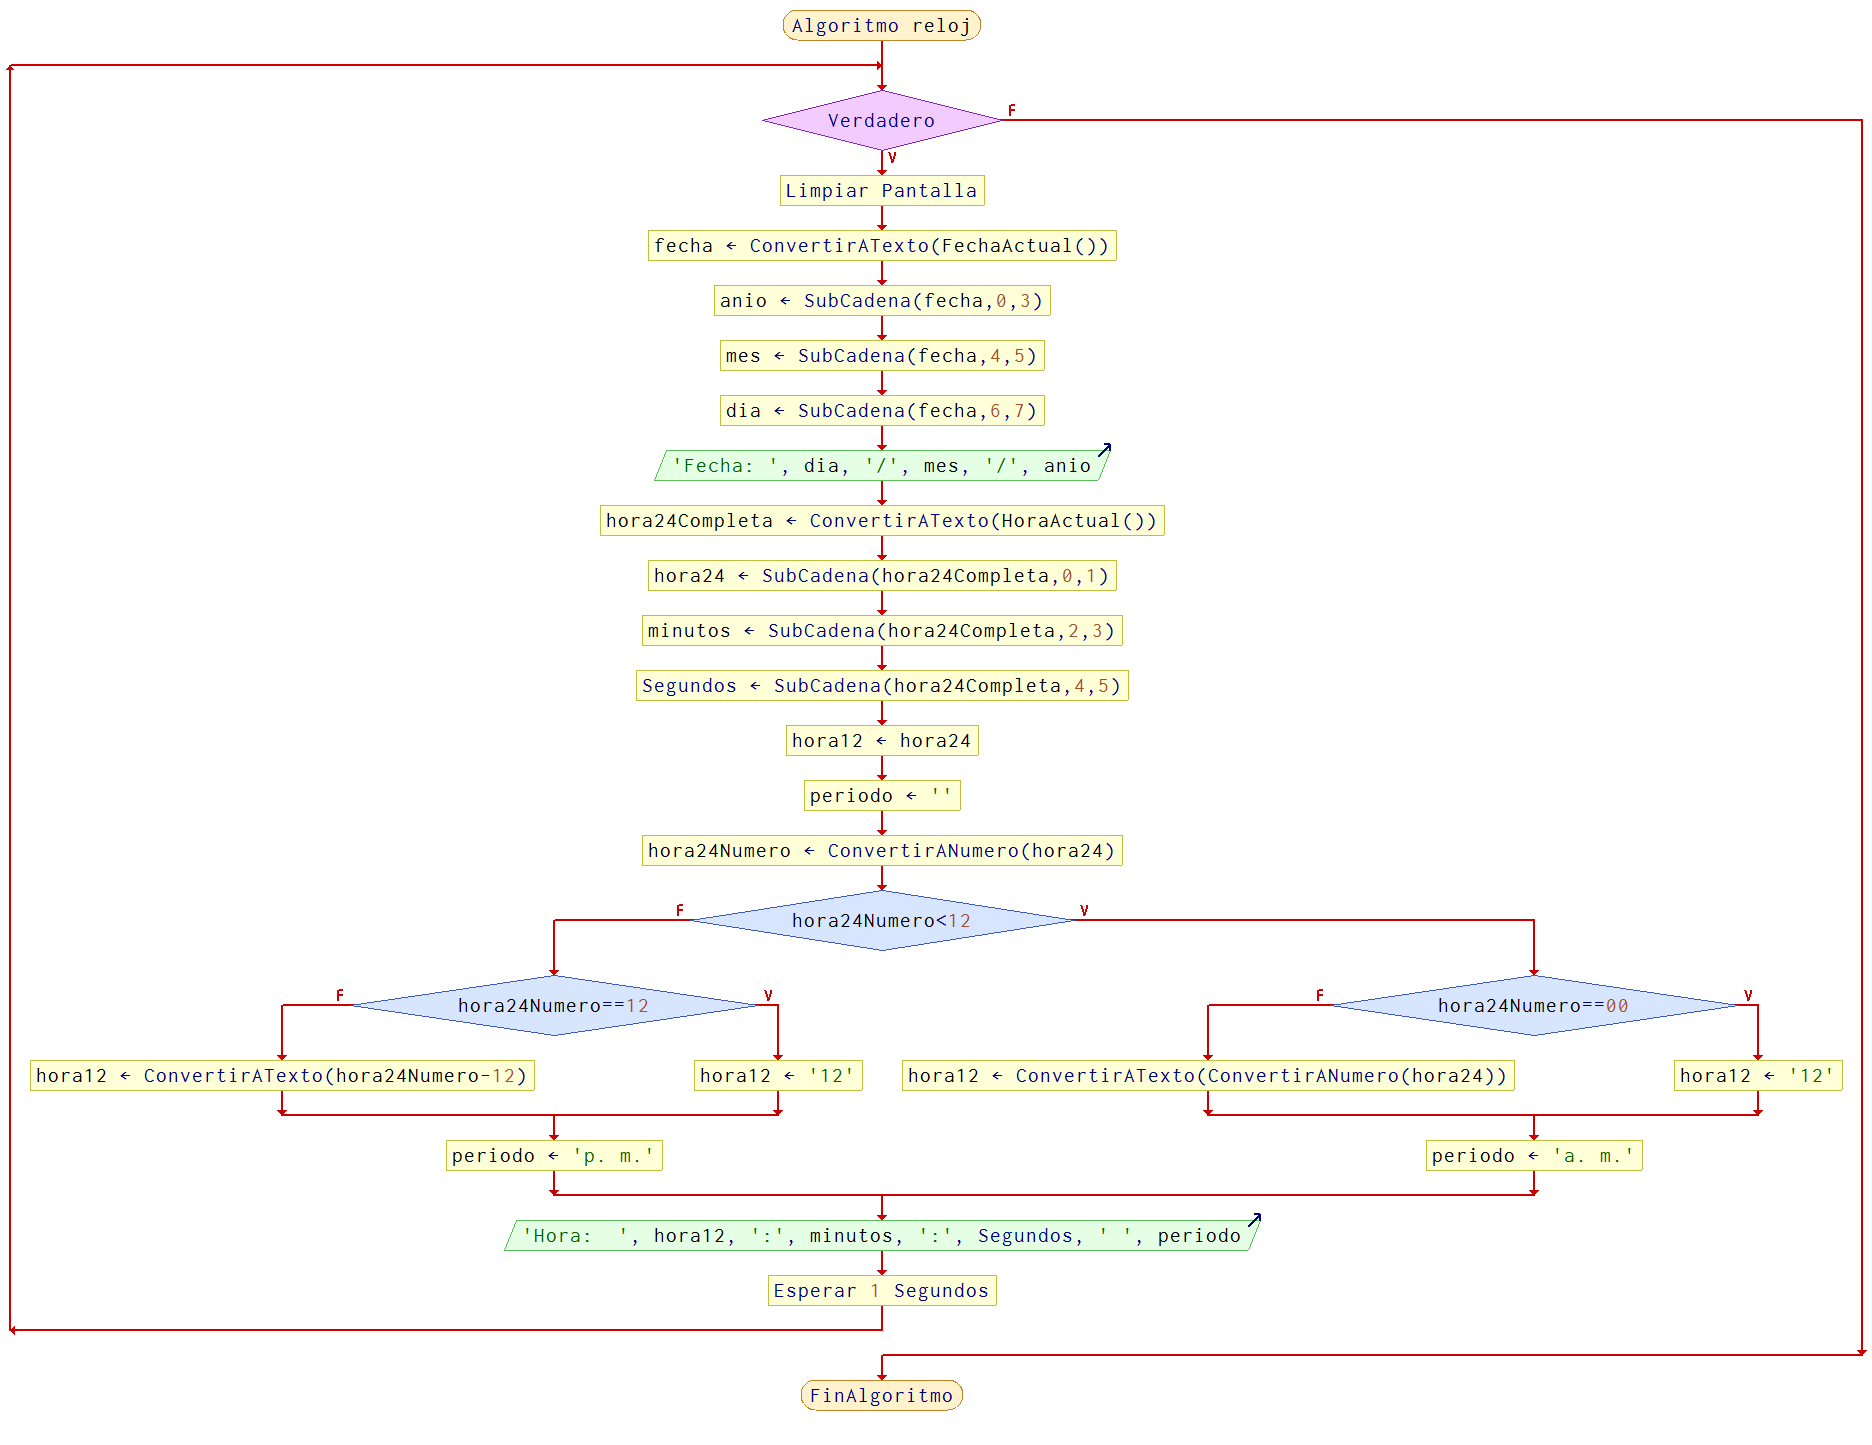 Algoritmo reloj
Verdadero
F
V
Limpiar Pantalla
fecha ← ConvertirATexto(FechaActual())
anio ← SubCadena(fecha,0,3)
mes ← SubCadena(fecha,4,5)
dia ← SubCadena(fecha,6,7)
'Fecha: ', dia, '/', mes, '/', anio
hora24Completa ← ConvertirATexto(HoraActual())
hora24 ← SubCadena(hora24Completa,0,1)
minutos ← SubCadena(hora24Completa,2,3)
Segundos ← SubCadena(hora24Completa,4,5)
hora12 ← hora24
periodo ← ''
hora24Numero ← ConvertirANumero(hora24)
F
hora24Numero<12
V
F
hora24Numero==12
V
F
hora24Numero==00
V
hora12 ← ConvertirATexto(hora24Numero-12)
hora12 ← '12'
hora12 ← ConvertirATexto(ConvertirANumero(hora24))
hora12 ← '12'
periodo ← 'p. m.'
periodo ← 'a. m.'
'Hora:  ', hora12, ':', minutos, ':', Segundos, ' ', periodo
Esperar 1 Segundos
FinAlgoritmo